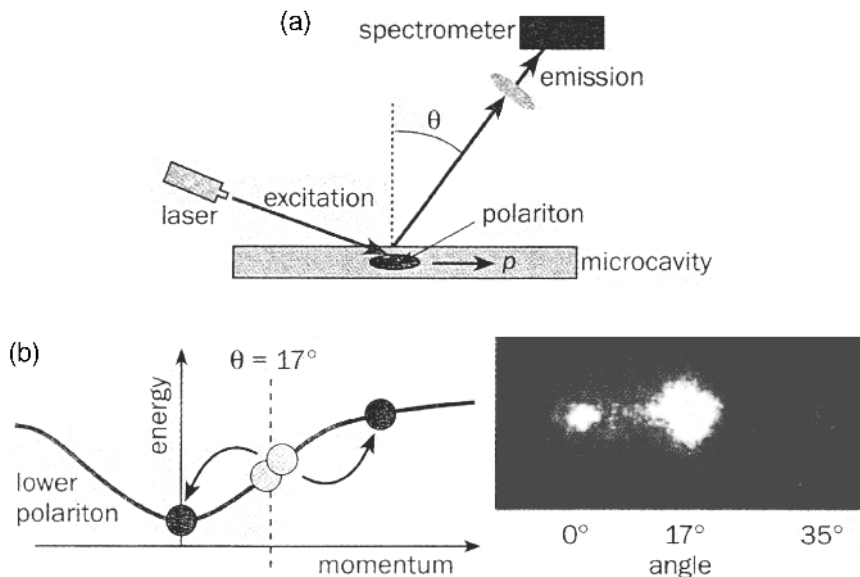 (a)
spectrometer
emission
θ
excitation
laser
polariton
p
microcavity
(b)
θ = 17°
energy
lower
polariton
momentum
0° 17° 35°
angle